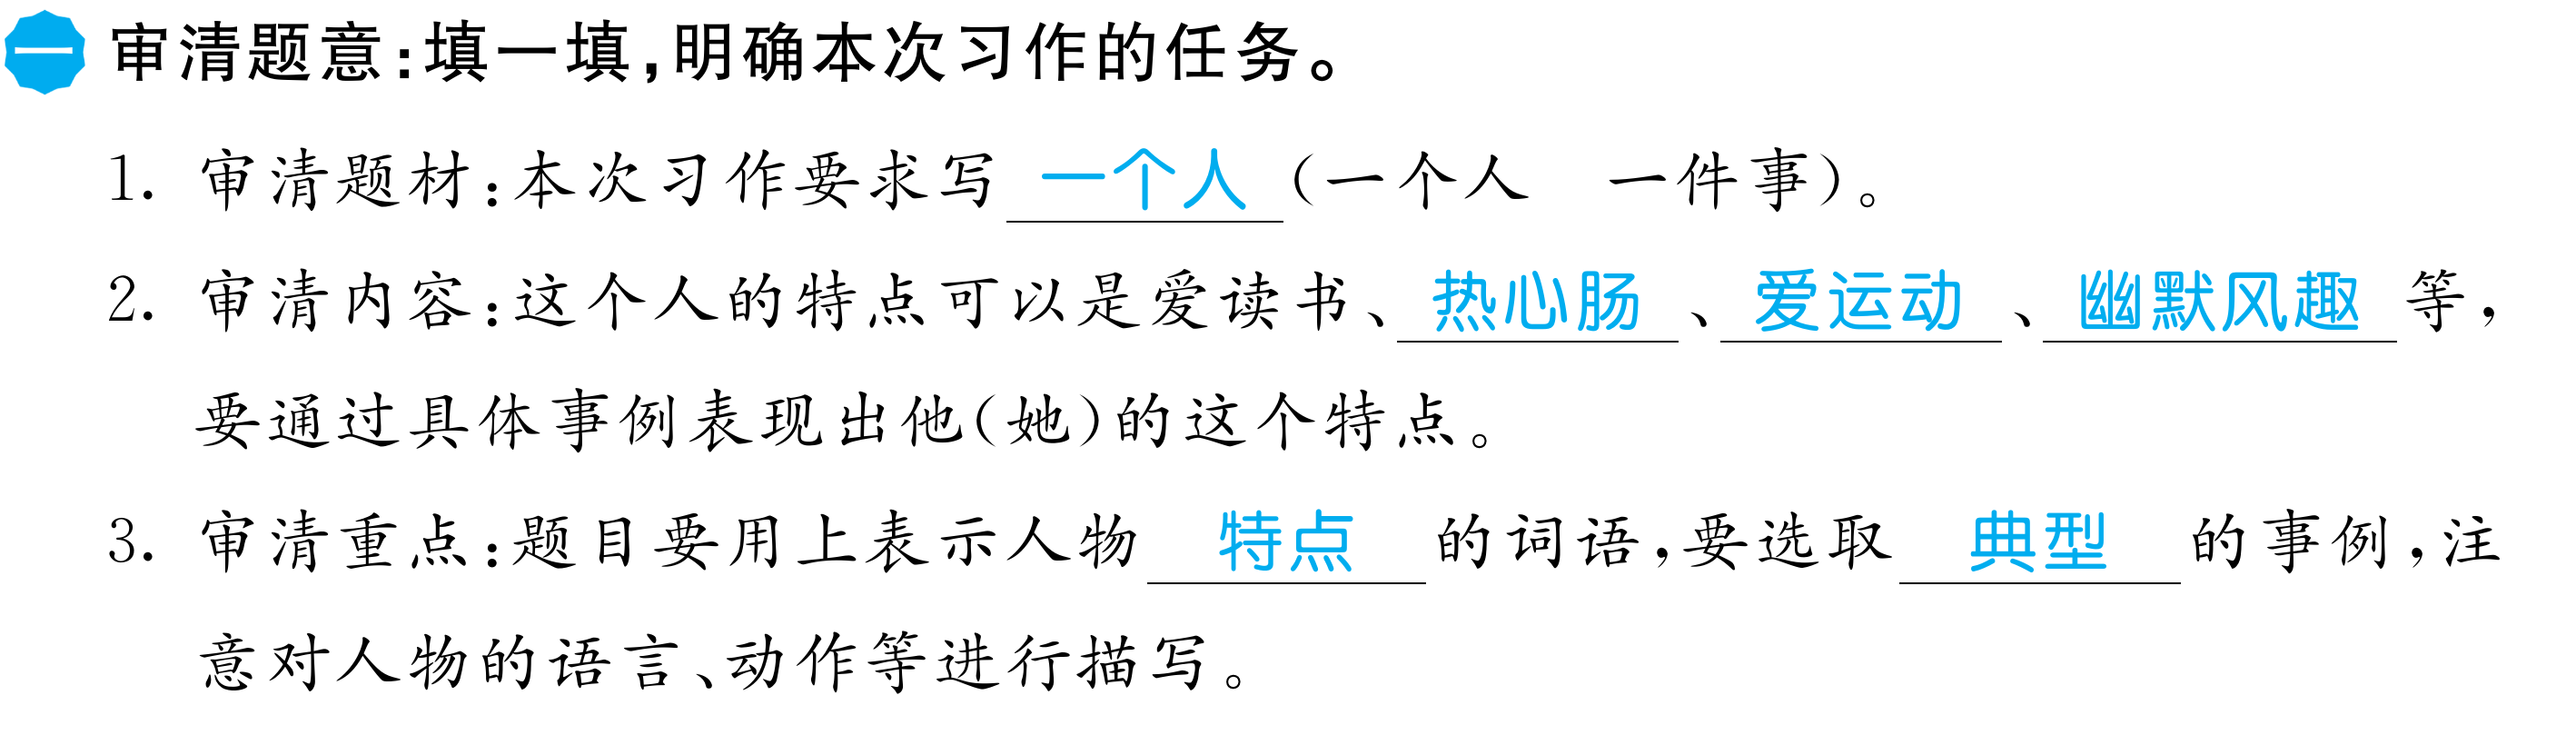 一 审清题意:填一填,明确本次习作的任务。
1. 审清题材:本次习作要求写 一个人 (一个人 一件事)。
2. 审清内容:这个人的特点可以是爱读书、 热心肠 、 爱运动 、 幽默风趣 等,
要通过具体事例表现出他(她)的这个特点。
3. 审清重点:题目要用上表示人物 特点 的词语,要选取 典型 的事例,注
意对人物的语言、动作等进行描写。